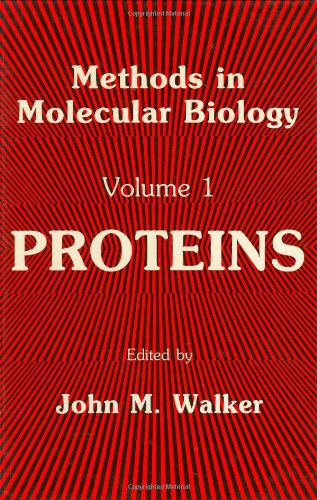 Methods in
Molecular Biology
Volume 1
PROTEINS
Edited by
John M. Walker